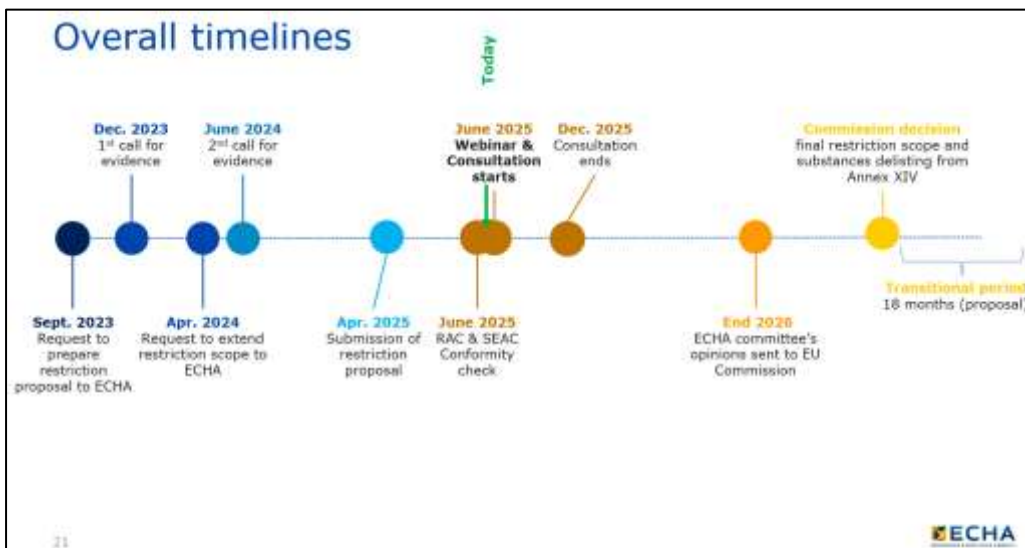 Overall timelines
Today
Dec. 2023
1st call for
evidence
June 2024
2nd call for
evidence
June 2025
Webinar &
Consultation
starts
Dec. 2025
Consultation
ends
Commission decision
final restriction scope and
substances delisting from
Annex XIV
Sept. 2023
Request to
prepare
restriction
proposal to ECHA
Apr. 2024
Request to extend
restriction scope to
ECHA
Apr. 2025
Submission of
restriction
proposal
June 2025
RAC & SEAC
Conformity
check
End 2026
ECHA committee's
opinions sent to EU
Commission
Transitional period
18 months (proposal)
21
ECHA